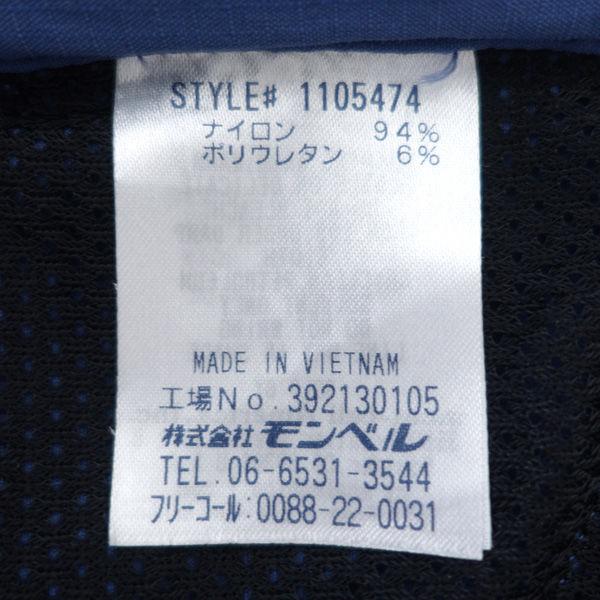 STYLE# 1105474
ナイロン 94%
ポリウレタン 6%
MADE IN VIETNAM
工場No.392130105
株式会社 モンベル
TEL.06-6531-3544
フリーコール:0088-22-0031